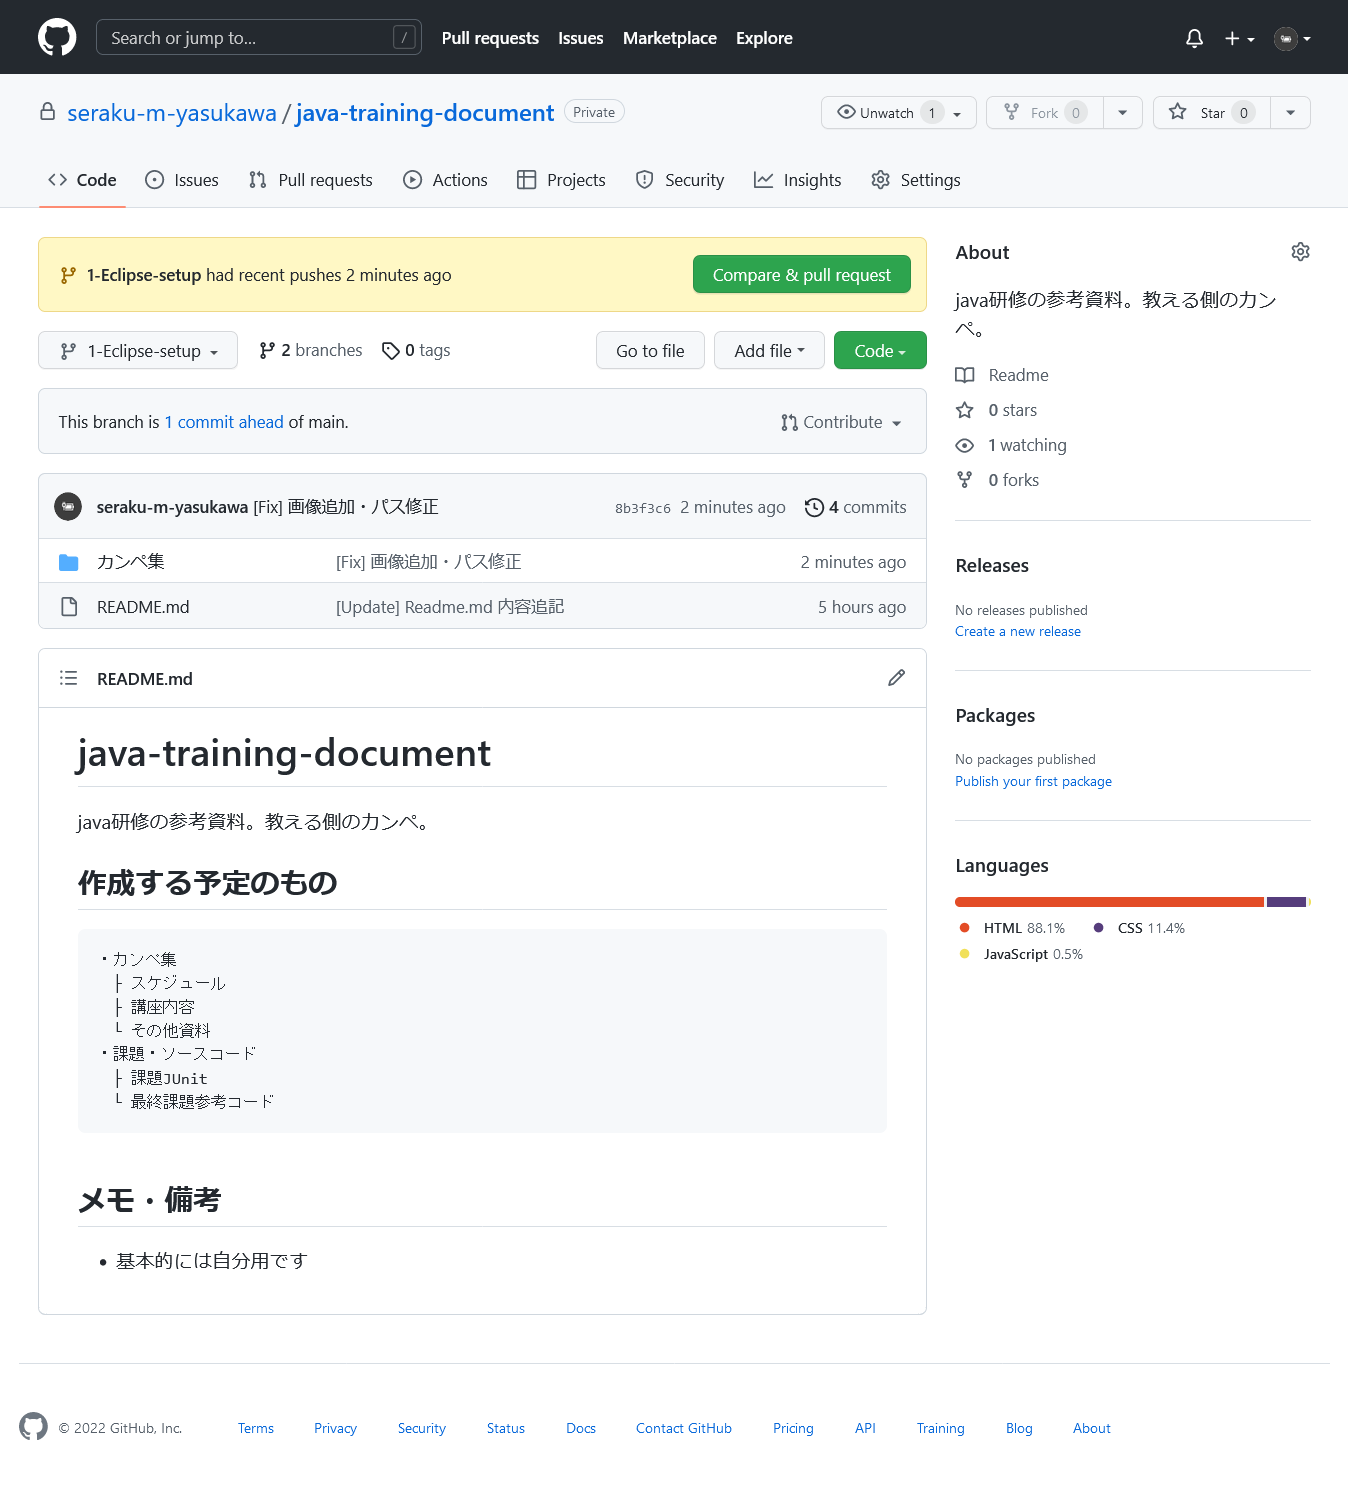 Search or jump to... /
Pull requests Issues Marketplace Explore
seraku-m-yasukawa / java-training-document Private
Unwatch 1 Fork 0 Star 0
Code Issues Pull requests Actions Projects Security Insights Settings
1-Eclipse-setup had recent pushes 2 minutes ago
Compare & pull request
1-Eclipse-setup 2 branches 0 tags
Go to file Add file Code
This branch is 1 commit ahead of main.
Contribute
seraku-m-yasukawa [Fix] 画像追加・パス修正 8b3f3c6 2 minutes ago 4 commits
カンペ集 [Fix] 画像追加・パス修正 2 minutes ago
README.md [Update] Readme.md 内容追記 5 hours ago
README.md
java-training-document
java研修の参考資料。教える側のカンペ。
作成する予定のもの
・カンペ集
├ スケジュール
├ 講座内容
└ その他資料
・課題・ソースコード
├ 課題JUnit
└ 最終課題参考コード
メモ・備考
• 基本的には自分用です
About
java研修の参考資料。教える側のカン
ペ。
Readme
0 stars
1 watching
0 forks
Releases
No releases published
Create a new release
Packages
No packages published
Publish your first package
Languages
HTML 88.1% CSS 11.4%
JavaScript 0.5%
© 2022 GitHub, Inc. Terms Privacy Security Status Docs Contact GitHub Pricing API Training Blog About